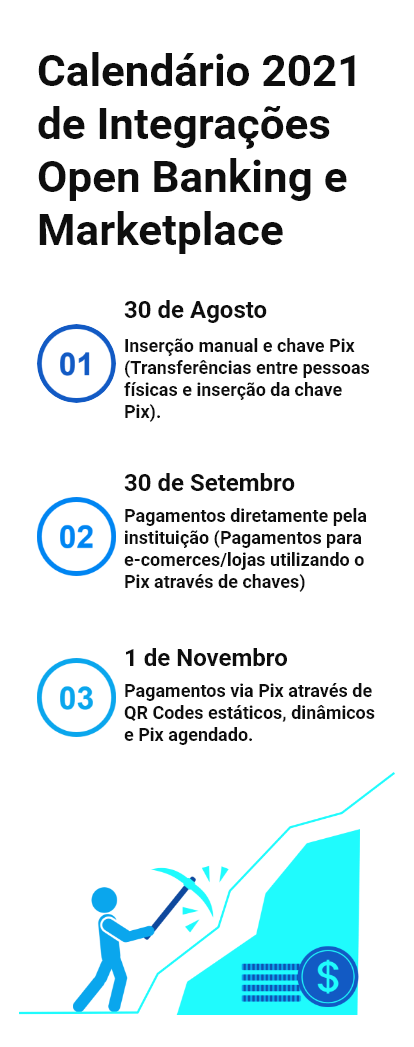 Calendário 2021
de Integrações
Open Banking e
Marketplace
30 de Agosto
01
Inserção manual e chave Pix
(Transferências entre pessoas
físicas e inserção da chave
Pix).
30 de Setembro
02
Pagamentos diretamente pela
instituição (Pagamentos para
e-comerces/lojas utilizando o
Pix através de chaves)
1 de Novembro
03
Pagamentos via Pix através de
QR Codes estáticos, dinâmicos
e Pix agendado.
$